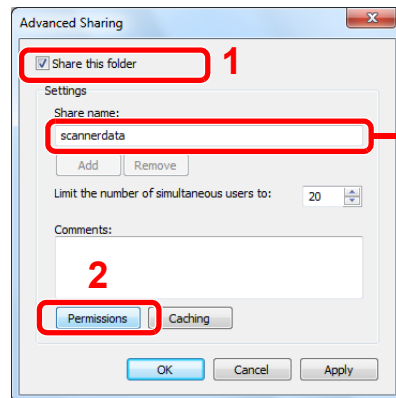 Advanced Sharing
x
Share this folder
1
Settings
Share name:
scannerdata
Add Remove
Limit the number of simultaneous users to: 20
Comments:
2
Permissions Caching
OK Cancel Apply